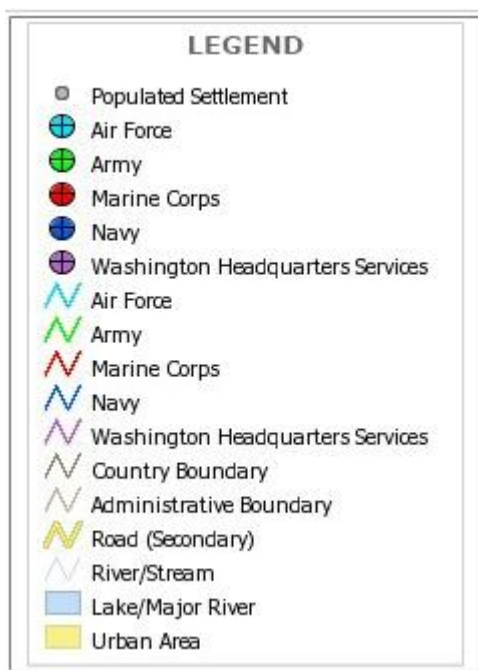 LEGEND
Populated Settlement
Air Force
Army
Marine Corps
Navy
Washington Headquarters Services
Air Force
Army
Marine Corps
Navy
Washington Headquarters Services
Country Boundary
Administrative Boundary
Road (Secondary)
River/Stream
Lake/Major River
Urban Area